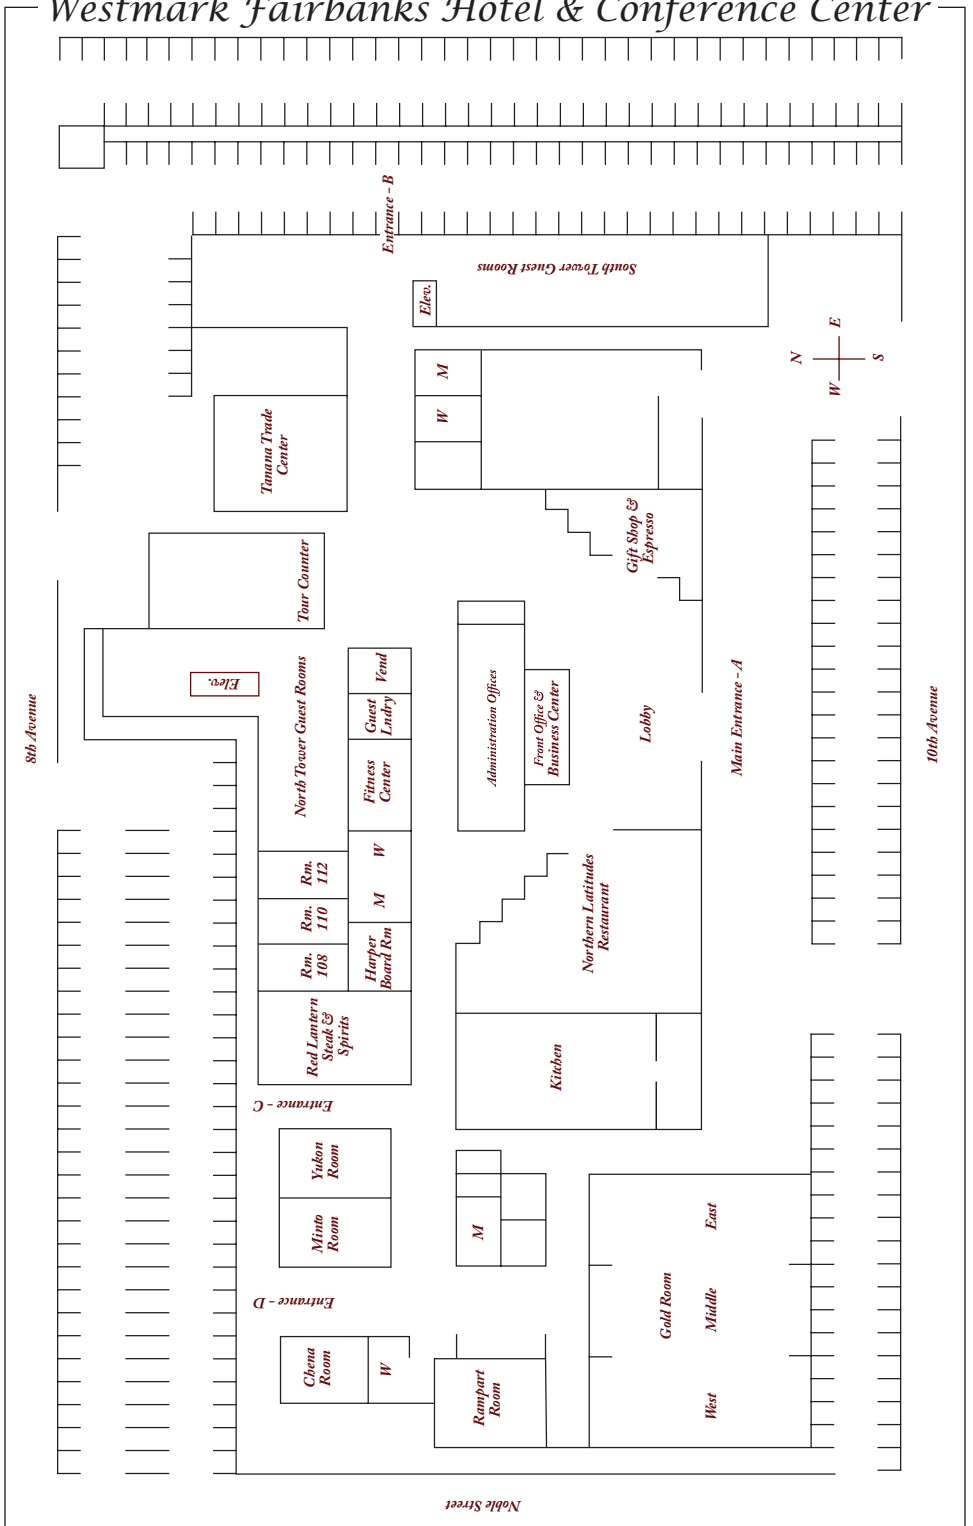 Westmark Fairbanks Hotel & Conference Center
Entrance - B
South Tower Guest Rooms
Elev.
E
N
S
W
M
W
Tanana Trade
Center
Gift Shop &
Espresso
Tour Counter
Elev.
North Tower Guest Rooms
Vend
Guest
Lndry
Fitness
Center
Administration Offices
Front Office &
Business Center
Lobby
Main Entrance - A
8th Avenue
10th Avenue
W
M
Rm.
112
Rm.
110
Rm.
108
Harper
Board Rm
Northern Latitudes
Restaurant
Red Lantern
Steak &
Spirits
Kitchen
Entrance - C
Yukon
Room
Minto
Room
M
East
Gold Room
Middle
West
Entrance - D
Chena
Room
W
Rampart
Room
Noble Street